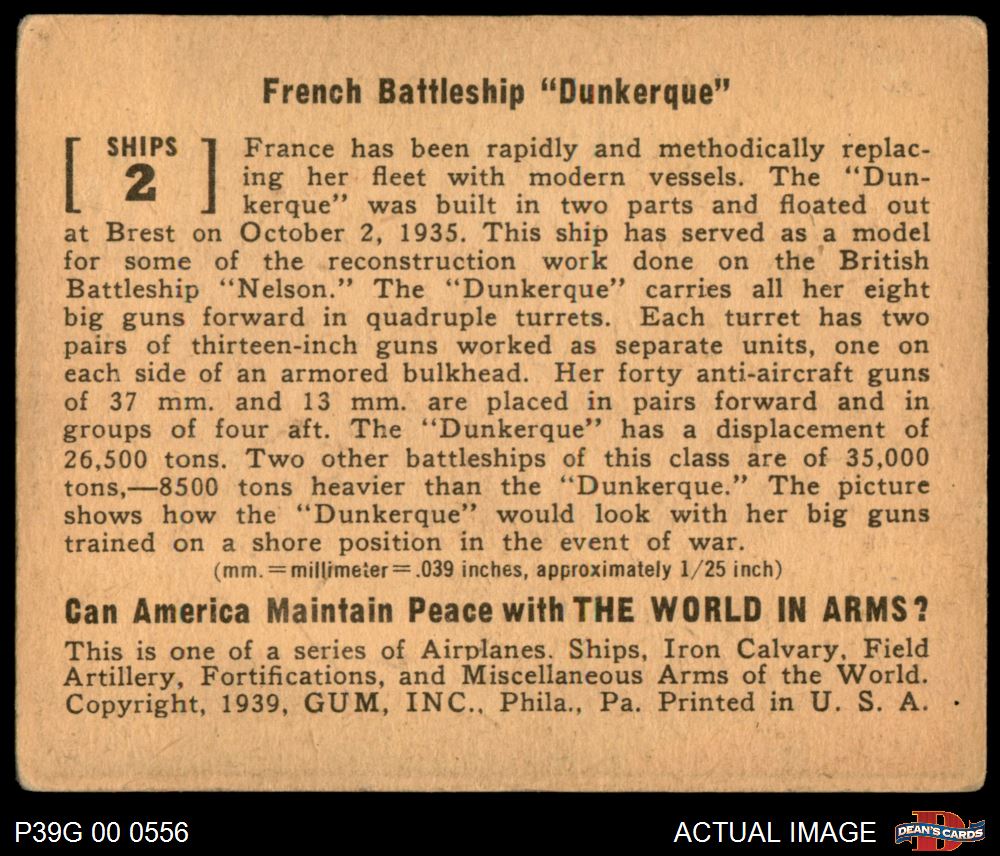 French Battleship “Dunkerque”
SHIPS
2
France has been rapidly and methodically replac-
ing her fleet with modern vessels. The “Dun-
kerque” was built in two parts and floated out
at Brest on October 2, 1935. This ship has served as a model
for some of the reconstruction work done on the British
Battleship “Nelson.” The “Dunkerque” carries all her eight
big guns forward in quadruple turrets. Each turret has two
pairs of thirteen-inch guns worked as separate units, one on
each side of an armored bulkhead. Her forty anti-aircraft guns
of 37 mm. and 13 mm. are placed in pairs forward and in
groups of four aft. The “Dunkerque” has a displacement of
26,500 tons. Two other battleships of this class are of 35,000
tons,—8500 tons heavier than the “Dunkerque.” The picture
shows how the “Dunkerque” would look with her big guns
trained on a shore position in the event of war.
(mm.=millimeter=.039 inches, approximately 1/25 inch)
Can America Maintain Peace with THE WORLD IN ARMS?
This is one of a series of Airplanes. Ships, Iron Calvary, Field
Artillery, Fortifications, and Miscellaneous Arms of the World.
Copyright, 1939, GUM, INC., Phila., Pa. Printed in U. S. A.
P39G 00 0556
ACTUAL IMAGE
D
DEAN'S CARDS